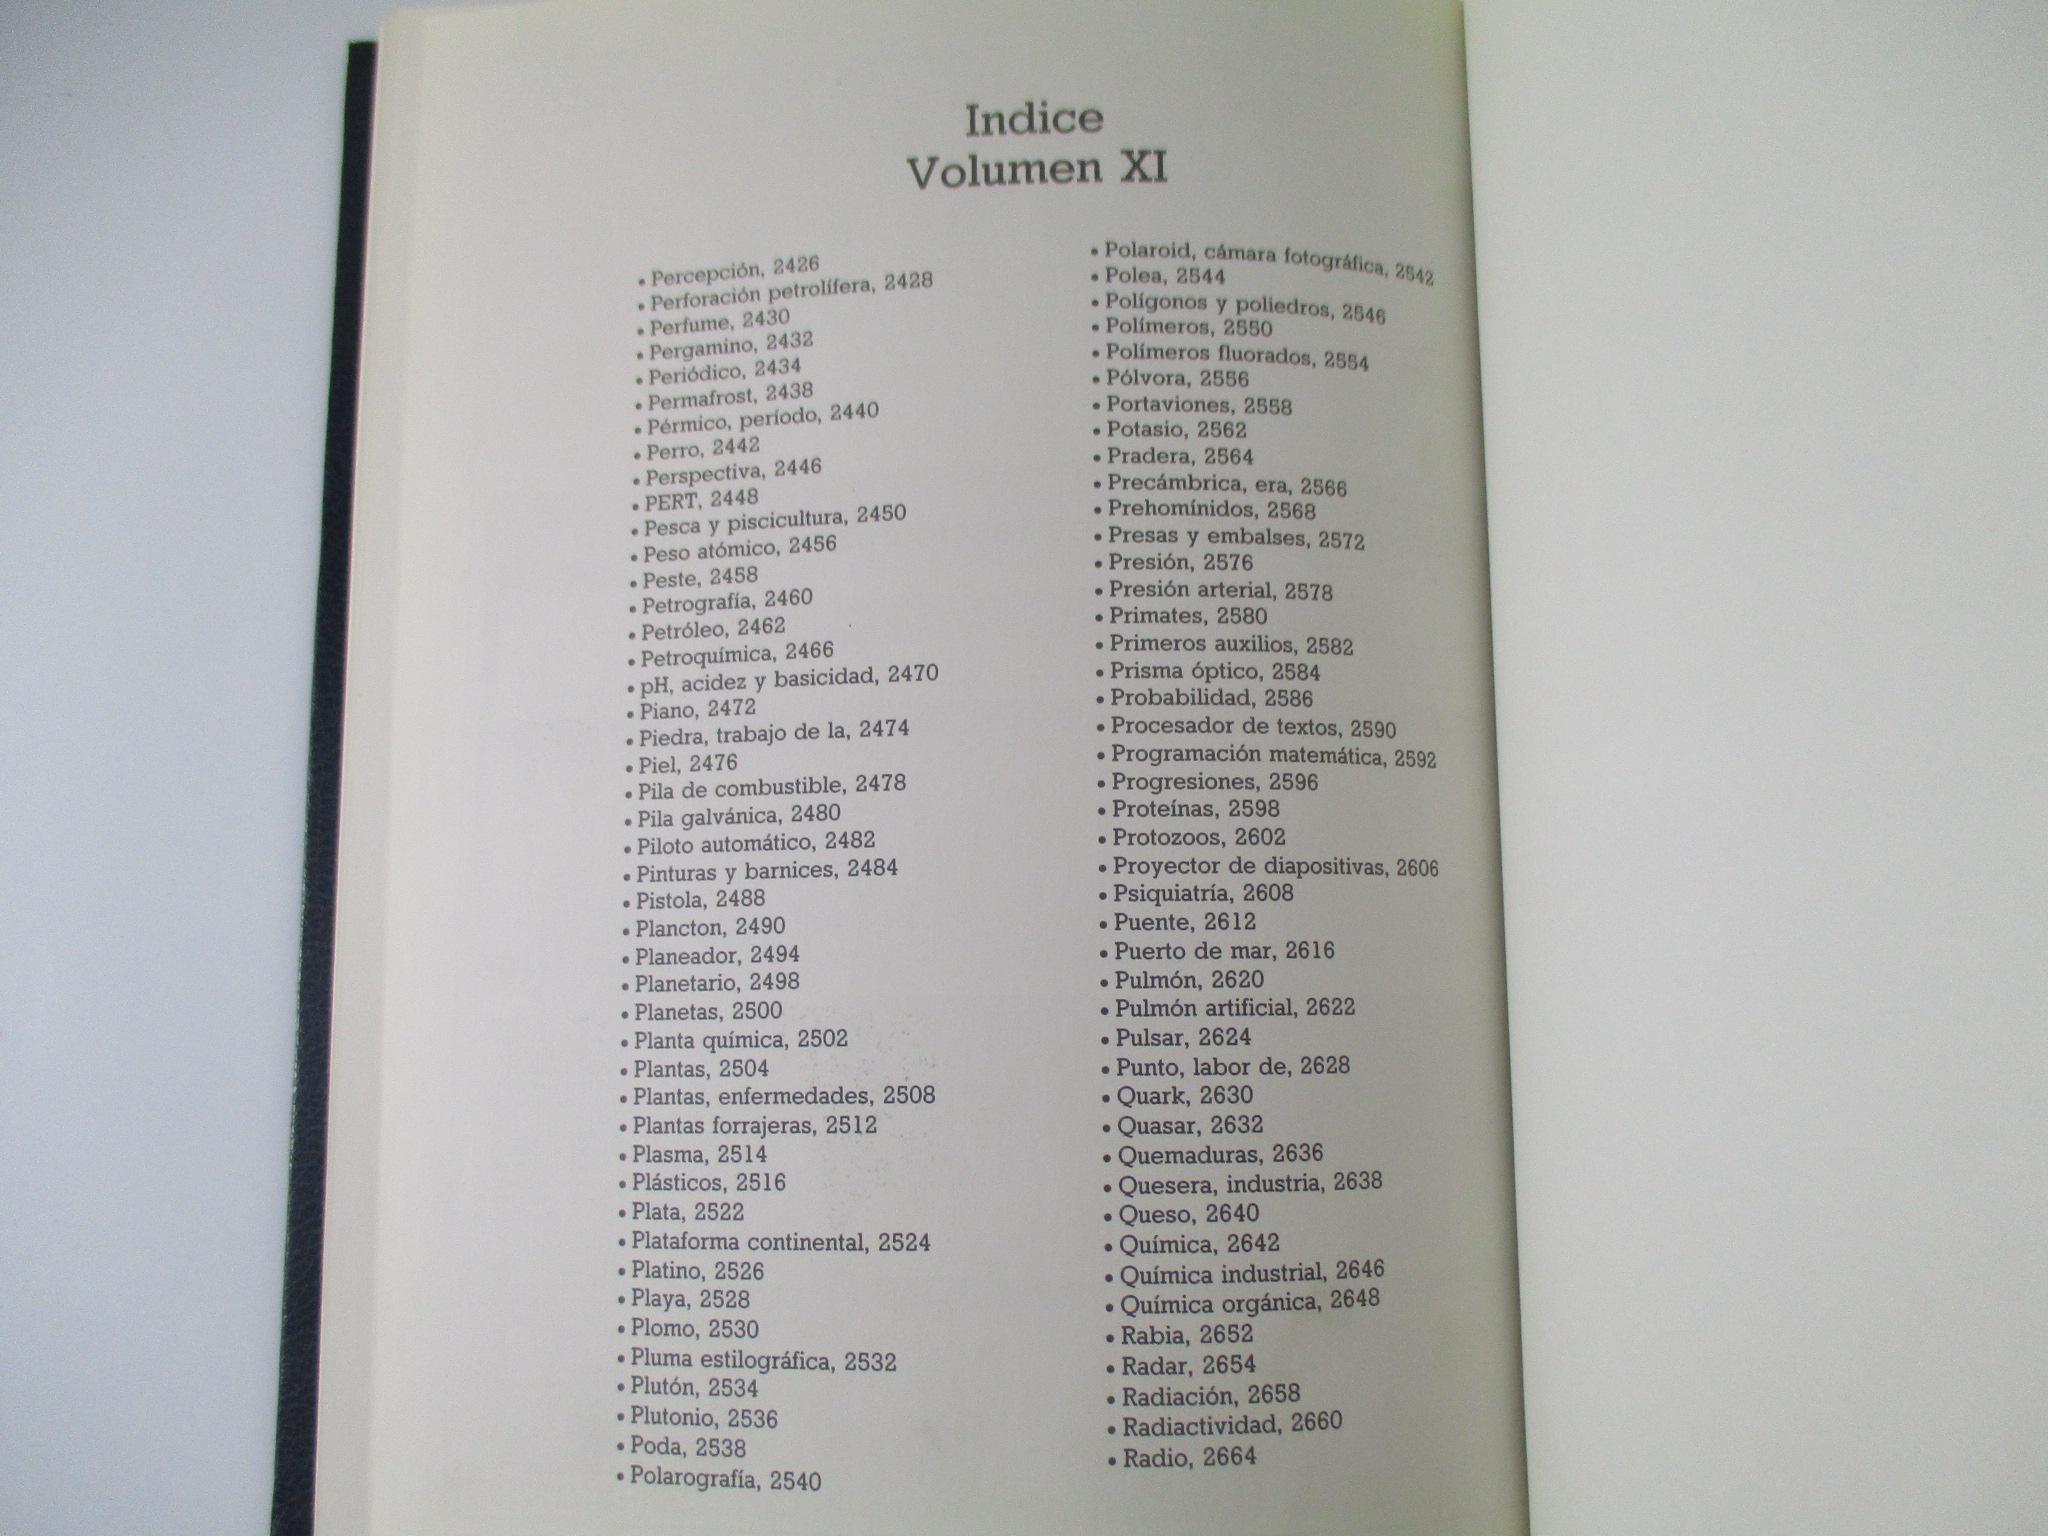 Indice
Volumen XI
• Percepción, 2426
• Perforación petrolífera, 2428
• Perfume, 2430
• Pergamino, 2432
• Periódico, 2434
• Permafrost, 2438
• Pérmico, período, 2440
• Perro, 2442
• Perspectiva, 2446
• PERT, 2448
• Pesca y piscicultura, 2450
• Peso atómico, 2456
• Peste, 2458
• Petrografía, 2460
• Petróleo, 2462
• Petroquímica, 2466
• pH, acidez y basicidad, 2470
• Piano, 2472
• Piedra, trabajo de la, 2474
• Piel, 2476
• Pila de combustible, 2478
• Pila galvánica, 2480
• Piloto automático, 2482
• Pinturas y barnices, 2484
• Pistola, 2488
• Plancton, 2490
• Planeador, 2494
• Planetario, 2498
• Planetas, 2500
• Planta química, 2502
• Plantas, 2504
• Plantas, enfermedades, 2508
• Plantas forrajeras, 2512
• Plasma, 2514
• Plásticos, 2516
• Plata, 2522
• Plataforma continental, 2524
• Platino, 2526
• Playa, 2528
• Plomo, 2530
• Pluma estilográfica, 2532
• Plutón, 2534
• Plutonio, 2536
• Poda, 2538
• Polarografía, 2540
• Polaroid, cámara fotográfica, 2542
• Polea, 2544
• Polígonos y poliedros, 2546
• Polímeros, 2550
• Polímeros fluorados, 2554
• Pólvora, 2556
• Portaviones, 2558
• Potasio, 2562
• Pradera, 2564
• Precámbrica, era, 2566
• Prehomínidos, 2568
• Presas y embalses, 2572
• Presión, 2576
• Presión arterial, 2578
• Primates, 2580
• Primeros auxilios, 2582
• Prisma óptico, 2584
• Probabilidad, 2586
• Procesador de textos, 2590
• Programación matemática, 2592
• Progresiones, 2596
• Proteínas, 2598
• Protozoos, 2602
• Proyector de diapositivas, 2606
• Psiquiatría, 2608
• Puente, 2612
• Puerto de mar, 2616
• Pulmón, 2620
• Pulmón artificial, 2622
• Pulsar, 2624
• Punto, labor de, 2628
• Quark, 2630
• Quasar, 2632
• Quemaduras, 2636
• Quesera, industria, 2638
• Queso, 2640
• Química, 2642
• Química industrial, 2646
• Química orgánica, 2648
• Rabia, 2652
• Radar, 2654
• Radiación, 2658
• Radiactividad, 2660
• Radio, 2664